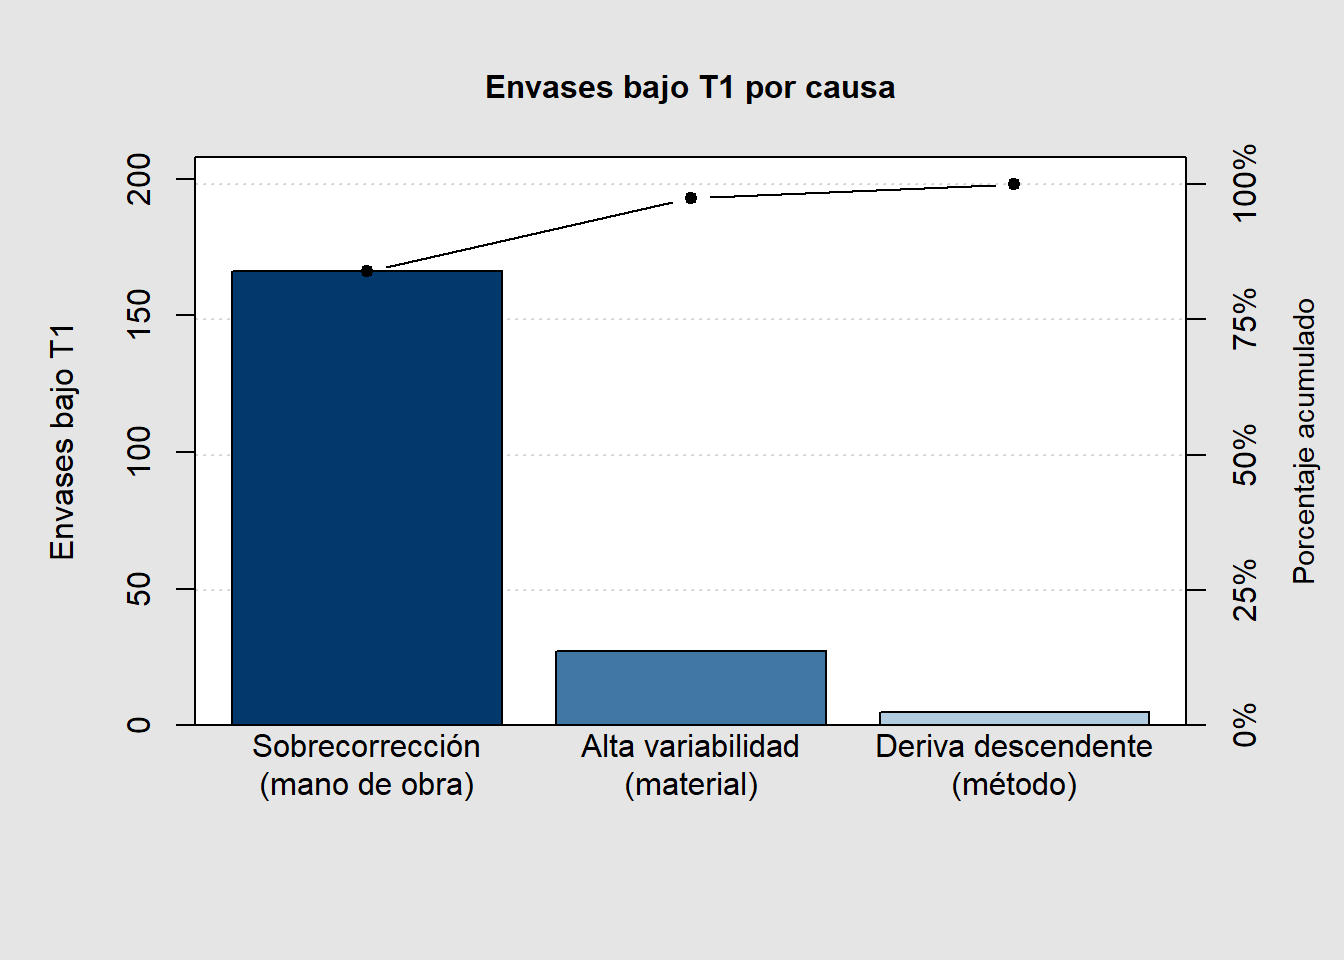 Envases bajo T1 por causa
Envases bajo T1
200
150
100
50
0
100%
75%
50%
25%
0%
Porcentaje acumulado
Sobrecorrección
(mano de obra)
Alta variabilidad
(material)
Deriva descendente
(método)